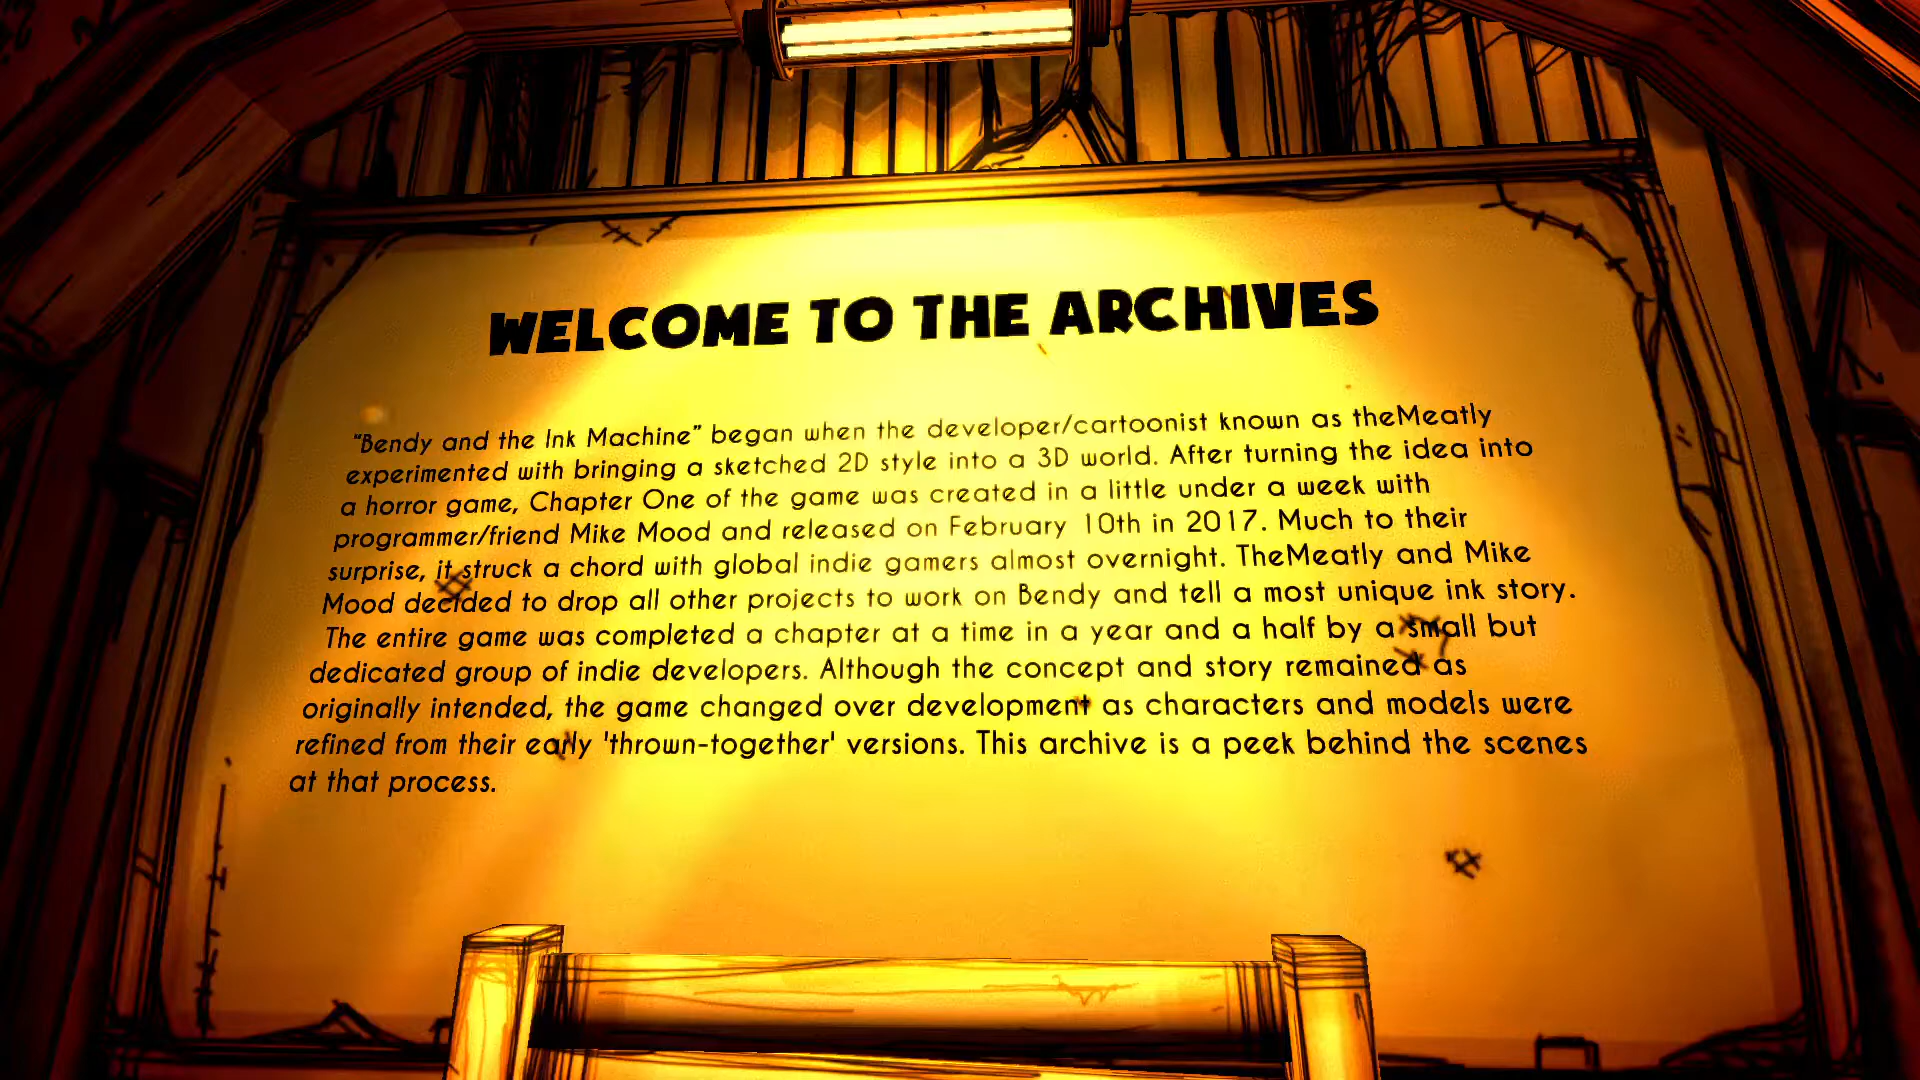 WELCOME TO THE ARCHIVES
"Bendy and the Ink Machine" began when the developer/cartoonist known as theMeatly
experimented with bringing a sketched 2D style into a 3D world. After turning the idea into
a horror game, Chapter One of the game was created in a little under a week with
programmer/friend Mike Mood and released on February 10th in 2017. Much to their
surprise, it struck a chord with global indie gamers almost overnight. TheMeatly and Mike
Mood decided to drop all other projects to work on Bendy and tell a most unique ink story.
The entire game was completed a chapter at a time in a year and a half by a small but
dedicated group of indie developers. Although the concept and story remained as
originally intended, the game changed over development as characters and models were
refined from their early 'thrown-together' versions. This archive is a peek behind the scenes
at that process.